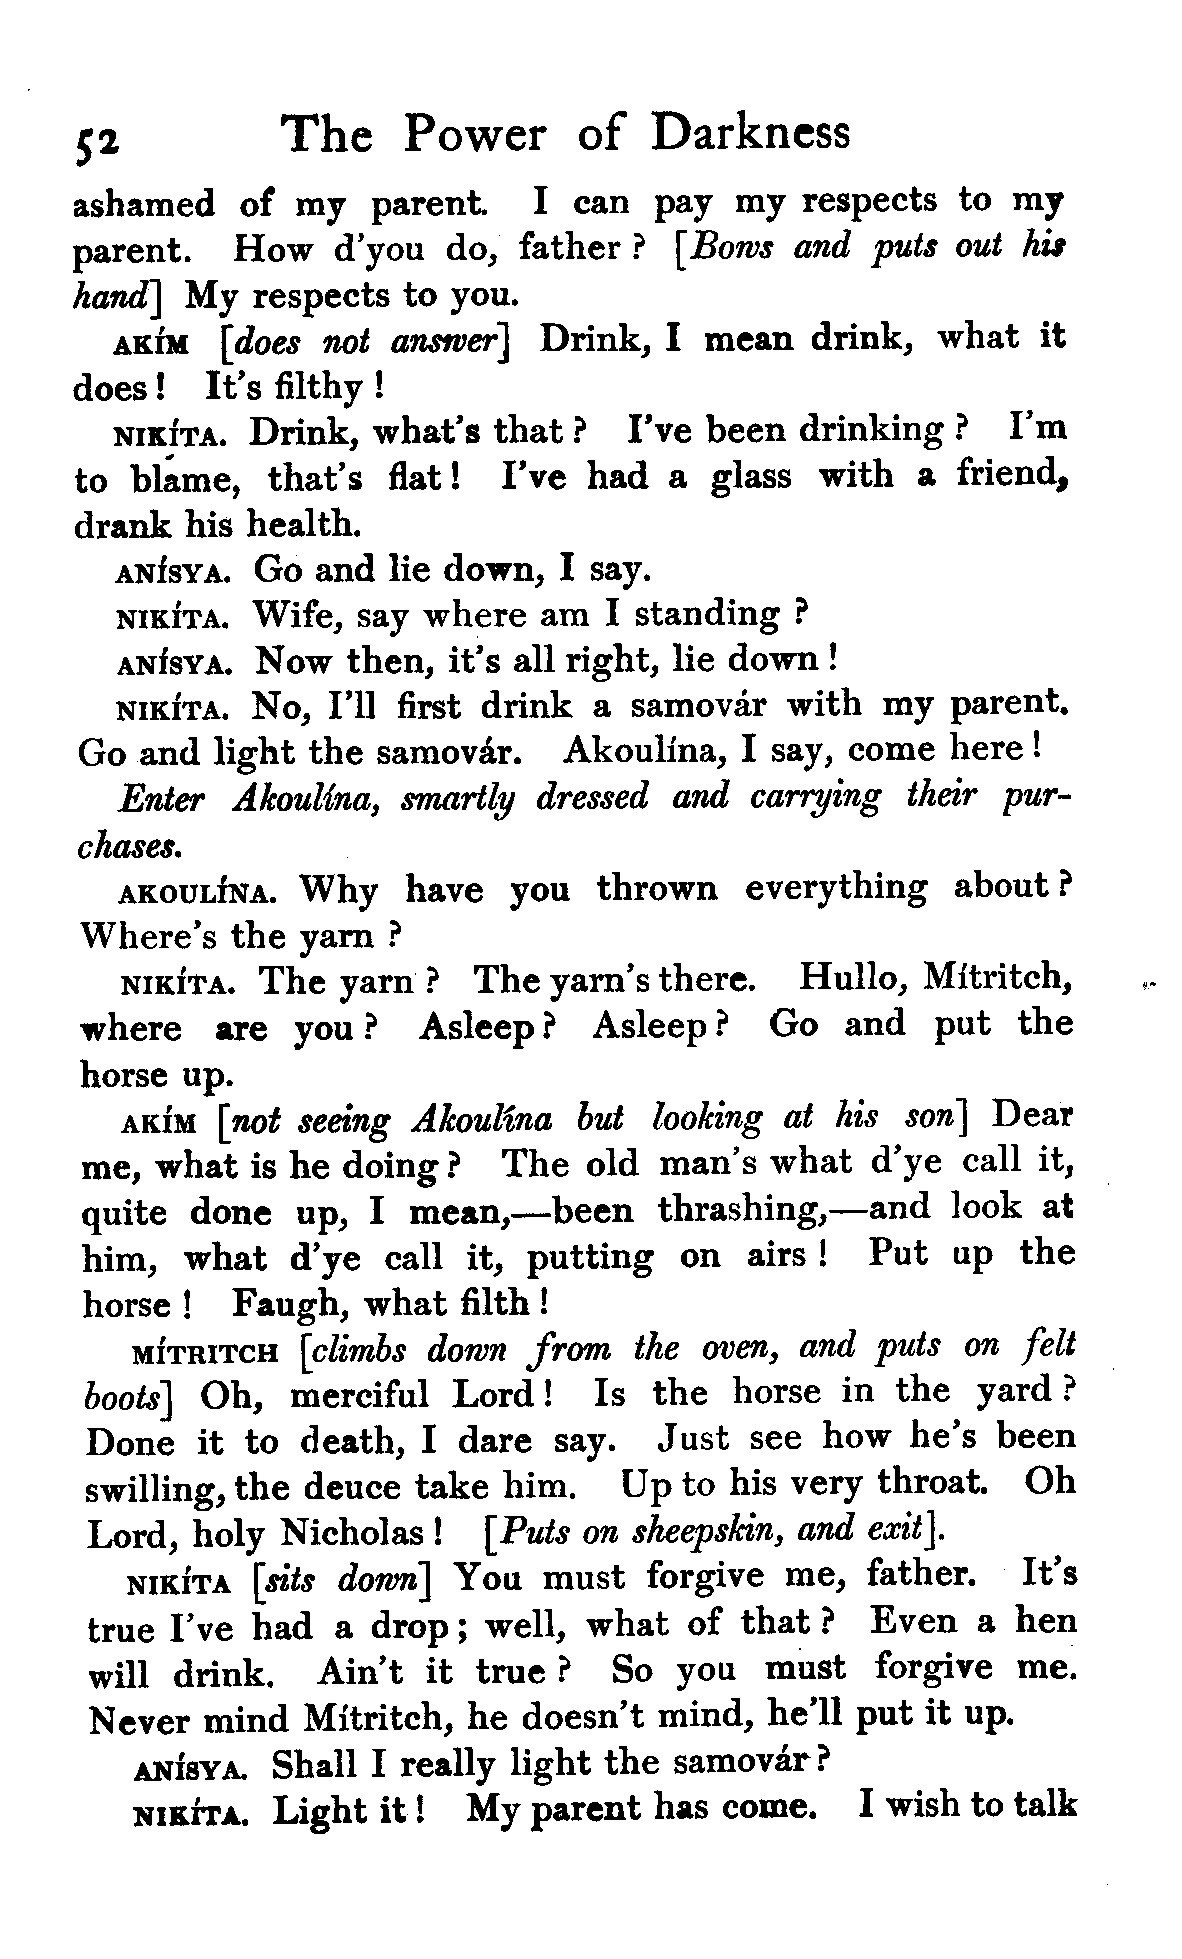 52 The Power of Darkness
ashamed of my parent. I can pay my respects to my
parent. How d'you do, father? [Bows and puts out his
hand] My respects to you.
AKÍM [does not answer] Drink, I mean drink, what it
does! It's filthy!
NIKÍTA. Drink, what's that? I've been drinking? I'm
to blame, that's flat! I've had a glass with a friend,
drank his health.
ANÍSYA. Go and lie down, I say.
NIKÍTA. Wife, say where am I standing?
ANÍSYA. Now then, it's all right, lie down!
NIKÍTA. No, I'll first drink a samovár with my parent.
Go and light the samovár. Akoulína, I say, come here!
Enter Akoulína, smartly dressed and carrying their pur-
chases.
AKOULÍNA. Why have you thrown everything about?
Where's the yarn?
NIKÍTA. The yarn? The yarn's there. Hullo, Mítritch,
where are you? Asleep? Asleep? Go and put the
horse up.
AKÍM [not seeing Akoulína but looking at his son] Dear
me, what is he doing? The old man's what d'ye call it,
quite done up, I mean,—been thrashing,—and look at
him, what d'ye call it, putting on airs! Put up the
horse! Faugh, what filth!
MÍTRITCH [climbs down from the oven, and puts on felt
boots] Oh, merciful Lord! Is the horse in the yard?
Done it to death, I dare say. Just see how he's been
swilling, the deuce take him. Up to his very throat. Oh
Lord, holy Nicholas! [Puts on sheepskin, and exit].
NIKÍTA [sits down] You must forgive me, father. It's
true I've had a drop; well, what of that? Even a hen
will drink. Ain't it true? So you must forgive me.
Never mind Mítritch, he doesn't mind, he'll put it up.
ANÍSYA. Shall I really light the samovár?
NIKÍTA. Light it! My parent has come. I wish to talk